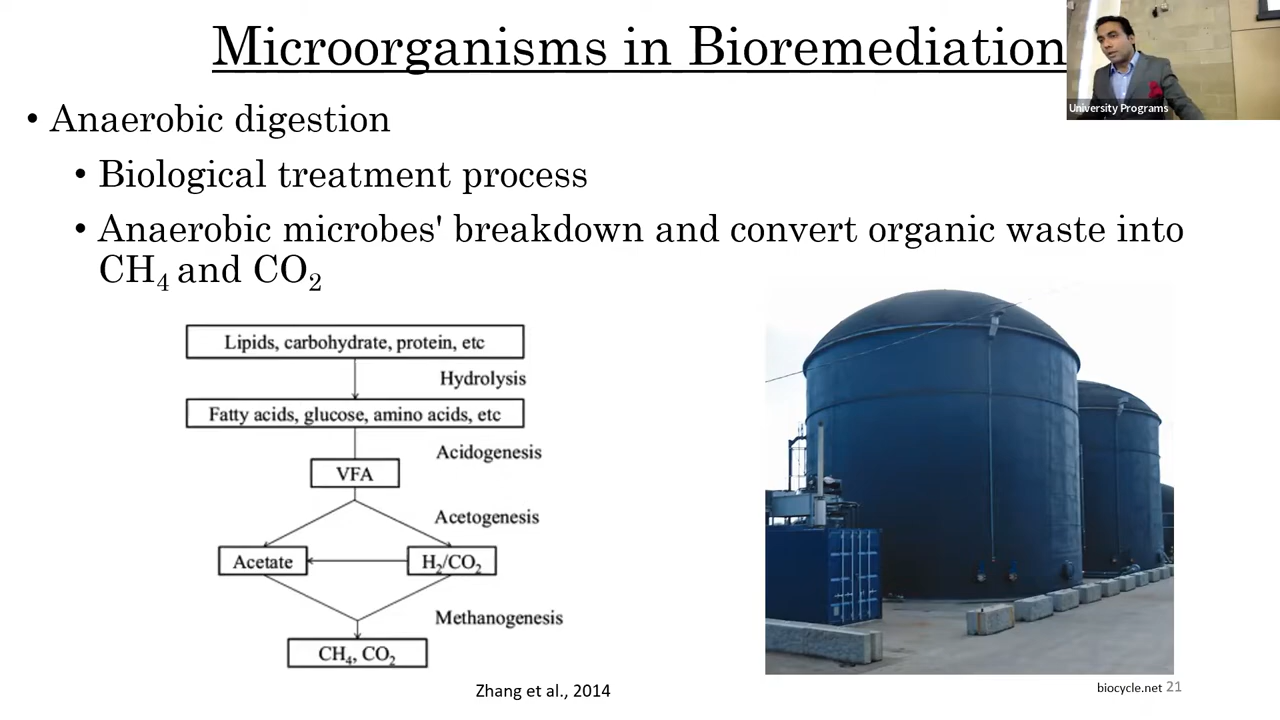 Microorganisms in Bioremediation
University Programs
• Anaerobic digestion
• Biological treatment process
• Anaerobic microbes' breakdown and convert organic waste into
CH₄ and CO₂
Lipids, carbohydrate, protein, etc
Hydrolysis
Fatty acids, glucose, amino acids, etc
Acidogenesis
VFA
Acetogenesis
Acetate
H₂/CO₂
Methanogenesis
CH₄, CO₂
Zhang et al., 2014
biocycle.net 21